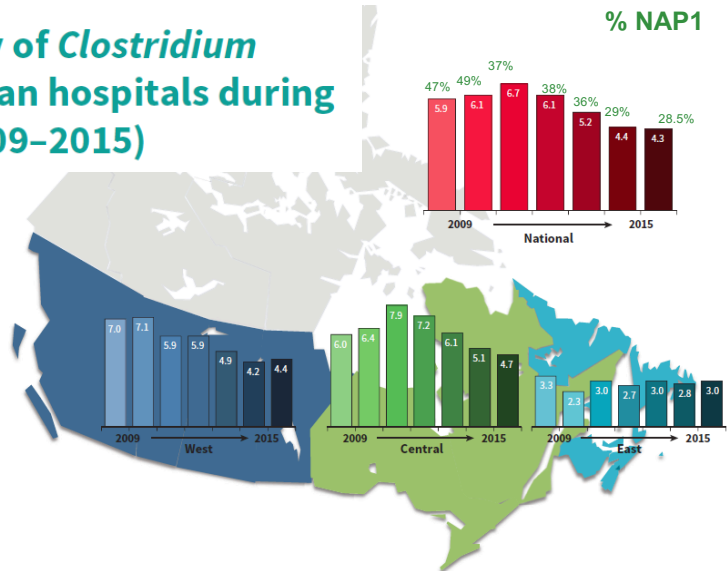 y of Clostridium
an hospitals during
09–2015)
% NAP1
47% 49% 37% 38% 36% 29% 28.5%
5.9 6.1 6.7 6.1 5.2 4.4 4.3
2009 2015
National
7.0 7.1 5.9 5.9 4.9 4.2 4.4
2009 2015
West
6.0 6.4 7.9 7.2 6.1 5.1 4.7
2009 2015
Central
3.3 2.3 3.0 2.7 3.0 2.8 3.0
2009 2015
East